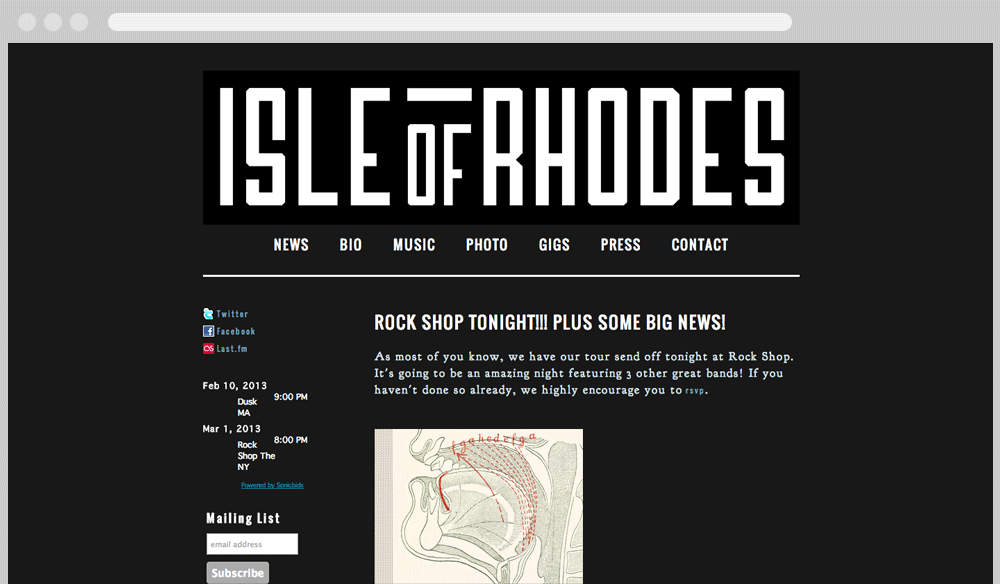 ISLE OF RHODES
NEWS BIO MUSIC PHOTO GIGS PRESS CONTACT
Twitter
Facebook
Last.fm
Feb 10, 2013
9:00 PM
Dusk
MA
Mar 1, 2013
8:00 PM
Rock
Shop The
NY
Powered by Sonicbids
Mailing List
email address
Subscribe
ROCK SHOP TONIGHT!!! PLUS SOME BIG NEWS!
As most of you know, we have our tour send off tonight at Rock Shop.
It's going to be an amazing night featuring 3 other great bands! If you
haven't done so already, we highly encourage you to rsvp.